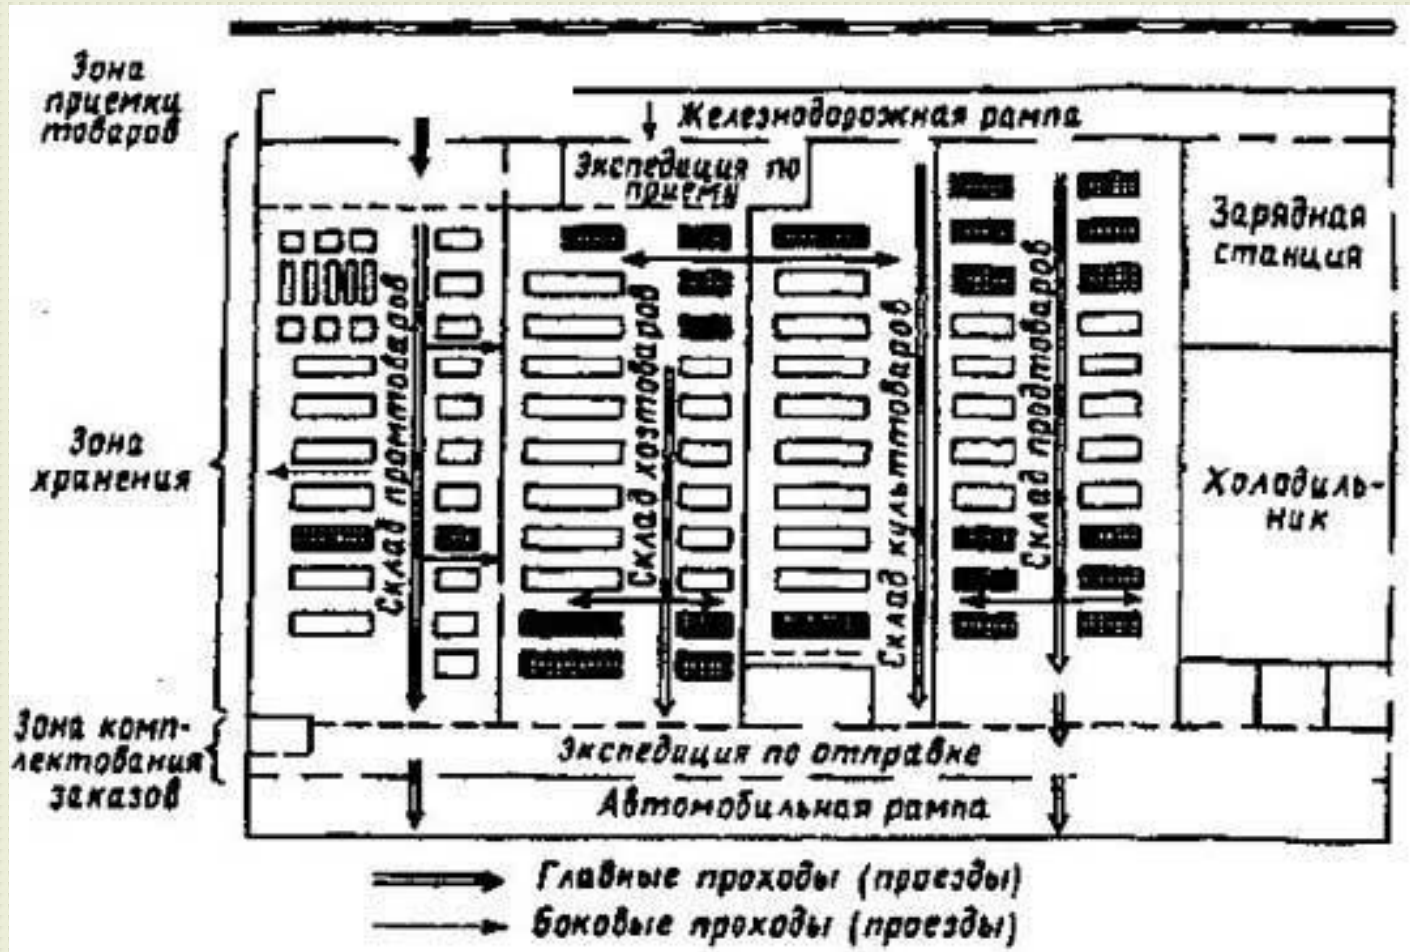 Зона
приемки
товаров
Железнодорожная рампа
Экспедиция по
приему
Зарядная
станция
Склад промтоваров
Склад хозтоваров
Склад культтоваров
Склад продтоваров
Зона
хранения
Холодиль-
ник
Зона комп-
лектования
заказов
Экспедиция по отправке
Автомобильная рампа
Главные проходы (проезды)
Боковые проходы (проезды)